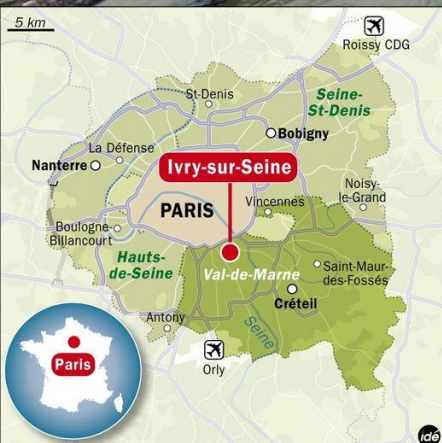 5 km
Roissy CDG
St-Denis
Seine-
St-Denis
Bobigny
La Défense
Nanterre
Ivry-sur-Seine
Noisy-
le-Grand
PARIS
Vincennes
Boulogne-
Billancourt
Hauts-
de-Seine
Val-de-Marne
Saint-Maur-
des-Fossés
Créteil
Antony
Seine
Orly
Paris
idé